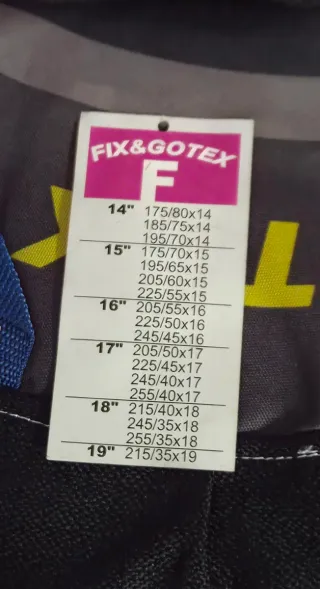 FIX&GOTEX
F
14" 175/80x14
185/75x14
195/70x14
15" 175/70x15
195/65x15
205/60x15
225/55x15
16" 205/55x16
225/50x16
245/45x16
17" 205/50x17
225/45x17
245/40x17
255/40x17
18" 215/40x18
245/35x18
255/35x18
19" 215/35x19